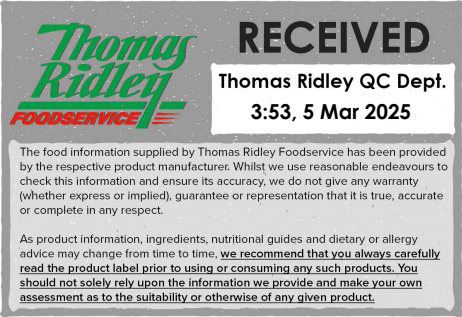 Thomas
Ridley
FOODSERVICE
RECEIVED
Thomas Ridley QC Dept.
3:53, 5 Mar 2025
The food information supplied by Thomas Ridley Foodservice has been provided
by the respective product manufacturer. Whilst we use reasonable endeavours to
check this information and ensure its accuracy, we do not give any warranty
(whether express or implied), guarantee or representation that it is true, accurate
or complete in any respect.
As product information, ingredients, nutritional guides and dietary or allergy
advice may change from time to time, we recommend that you always carefully
read the product label prior to using or consuming any such products. You
should not solely rely upon the information we provide and make your own
assessment as to the suitability or otherwise of any given product.